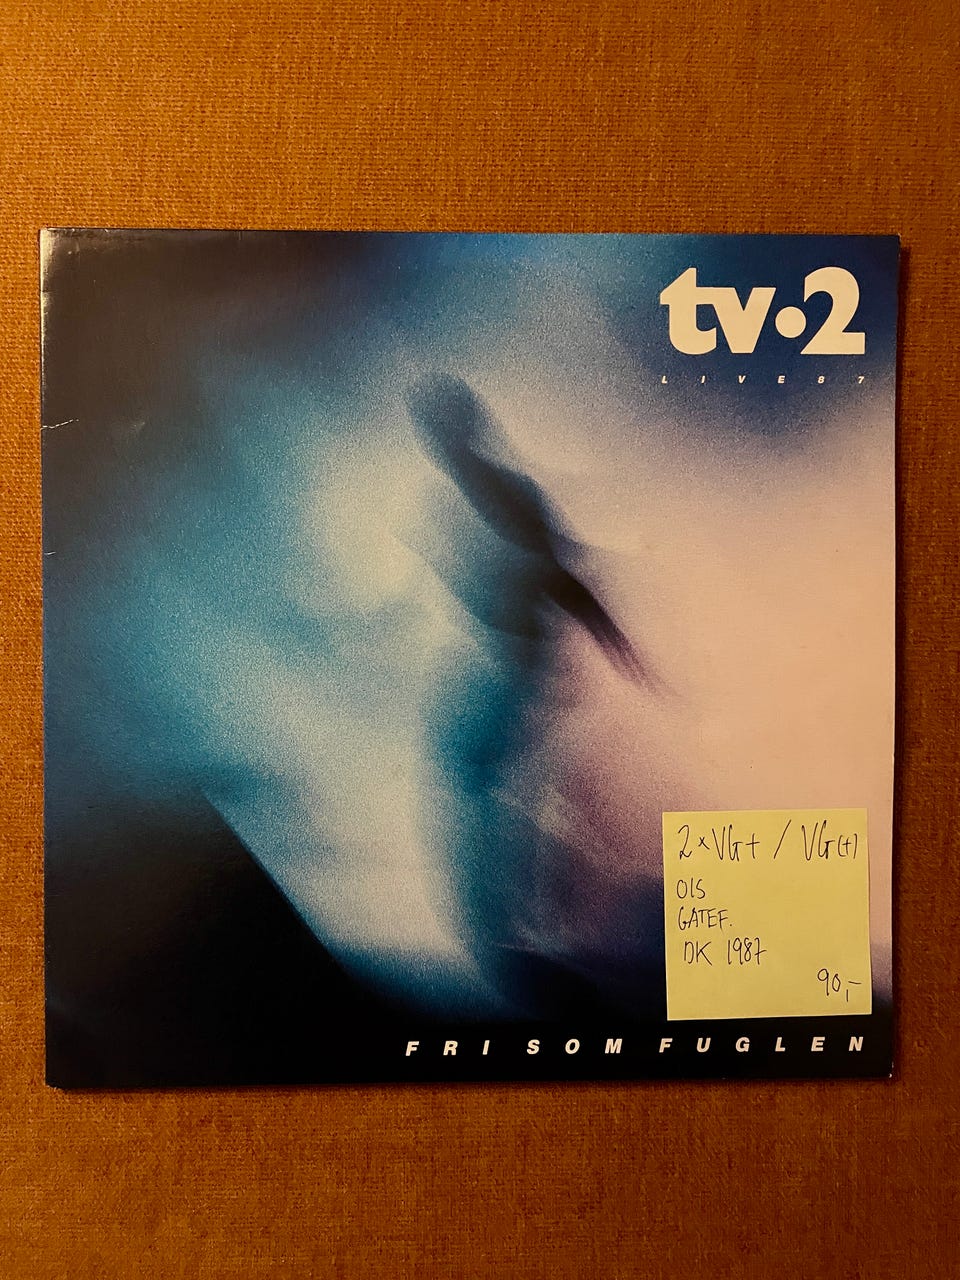 tv·2
LIVE 87
2×VG+ / VG(+)
OIS
GATEF.
DK 1987
90,-
FRI SOM FUGLEN